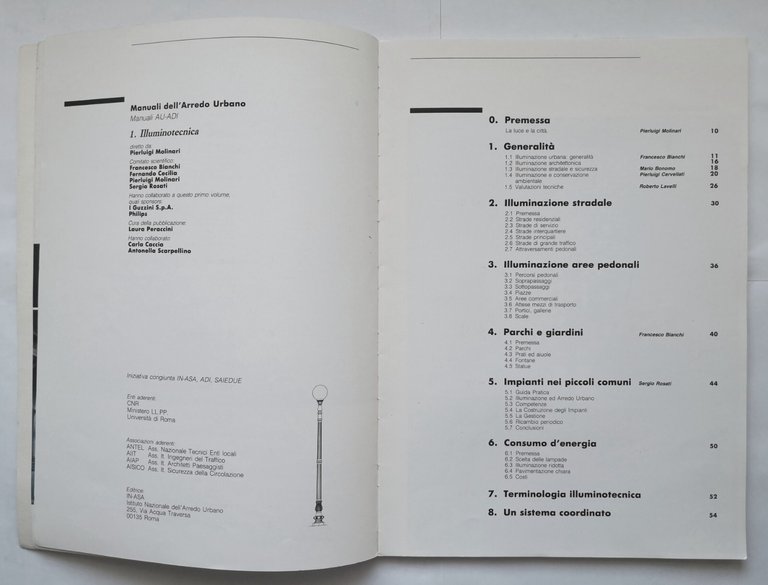 Manuali dell'Arredo Urbano
Manuali AU-ADI
1. Illuminotecnica
diretto da
Pierluigi Molinari
Comitato scientifico:
Francesco Bianchi
Fernando Cecilia
Pierluigi Molinari
Sergio Rosati
Hanno collaborato a questo primo volume,
quali sponsors:
I Guzzini S.p.A.
Philips
Cura della pubblicazione:
Laura Peraccini
Hanno collaborato
Carla Caccia
Antonella Scarpellino
Iniziativa congiunta IN-ASA, ADI, SAIEDUE
Enti aderenti:
CNR
Ministero LL.PP.
Università di Roma
Associazioni aderenti:
ANTEL Ass. Nazionale Tecnici Enti locali
AIIT Ass. It. Ingegneri del Traffico
AIAP Ass. It. Architetti Paesaggisti
AISICO Ass. It. Sicurezza della Circolazione
Editrice:
IN-ASA
Istituto Nazionale dell'Arredo Urbano
255, Via Acqua Traversa
00135 Roma
0. Premessa
La luce e la città Pierluigi Molinari 10
1. Generalità
1.1 Illuminazione urbana: generalità Francesco Bianchi 11
1.2 Illuminazione architettonica 16
1.3 Illuminazione stradale e sicurezza Mario Bonomo 18
1.4 Illuminazione e conservazione Pierluigi Cervellati 20
ambientale
1.5 Valutazioni tecniche Roberto Lavelli 26
2. Illuminazione stradale 30
2.1 Premessa
2.2 Strade residenziali
2.3 Strade di servizio
2.4 Strade interquartiere
2.5 Strade principali
2.6 Strade di grande traffico
2.7 Attraversamenti pedonali
3. Illuminazione aree pedonali 36
3.1 Percorsi pedonali
3.2 Soprapassaggi
3.3 Sottopassaggi
3.4 Piazze
3.5 Aree commerciali
3.6 Attese mezzi di trasporto
3.7 Portici, gallerie
3.8 Scale
4. Parchi e giardini Francesco Bianchi 40
4.1 Premessa
4.2 Parchi
4.3 Prati ed aiuole
4.4 Fontane
4.5 Statue
5. Impianti nei piccoli comuni Sergio Rosati 44
5.1 Guida Pratica
5.2 Illuminazione ed Arredo Urbano
5.3 Competenze
5.4 La Costruzione degli Impianti
5.5 La Gestione
5.6 Ricambio periodico
5.7 Conclusioni
6. Consumo d'energia 50
6.1 Premessa
6.2 Scelta delle lampade
6.3 Illuminazione ridotta
6.4 Pavimentazione chiara
6.5 Costi
7. Terminologia illuminotecnica 52
8. Un sistema coordinato 54